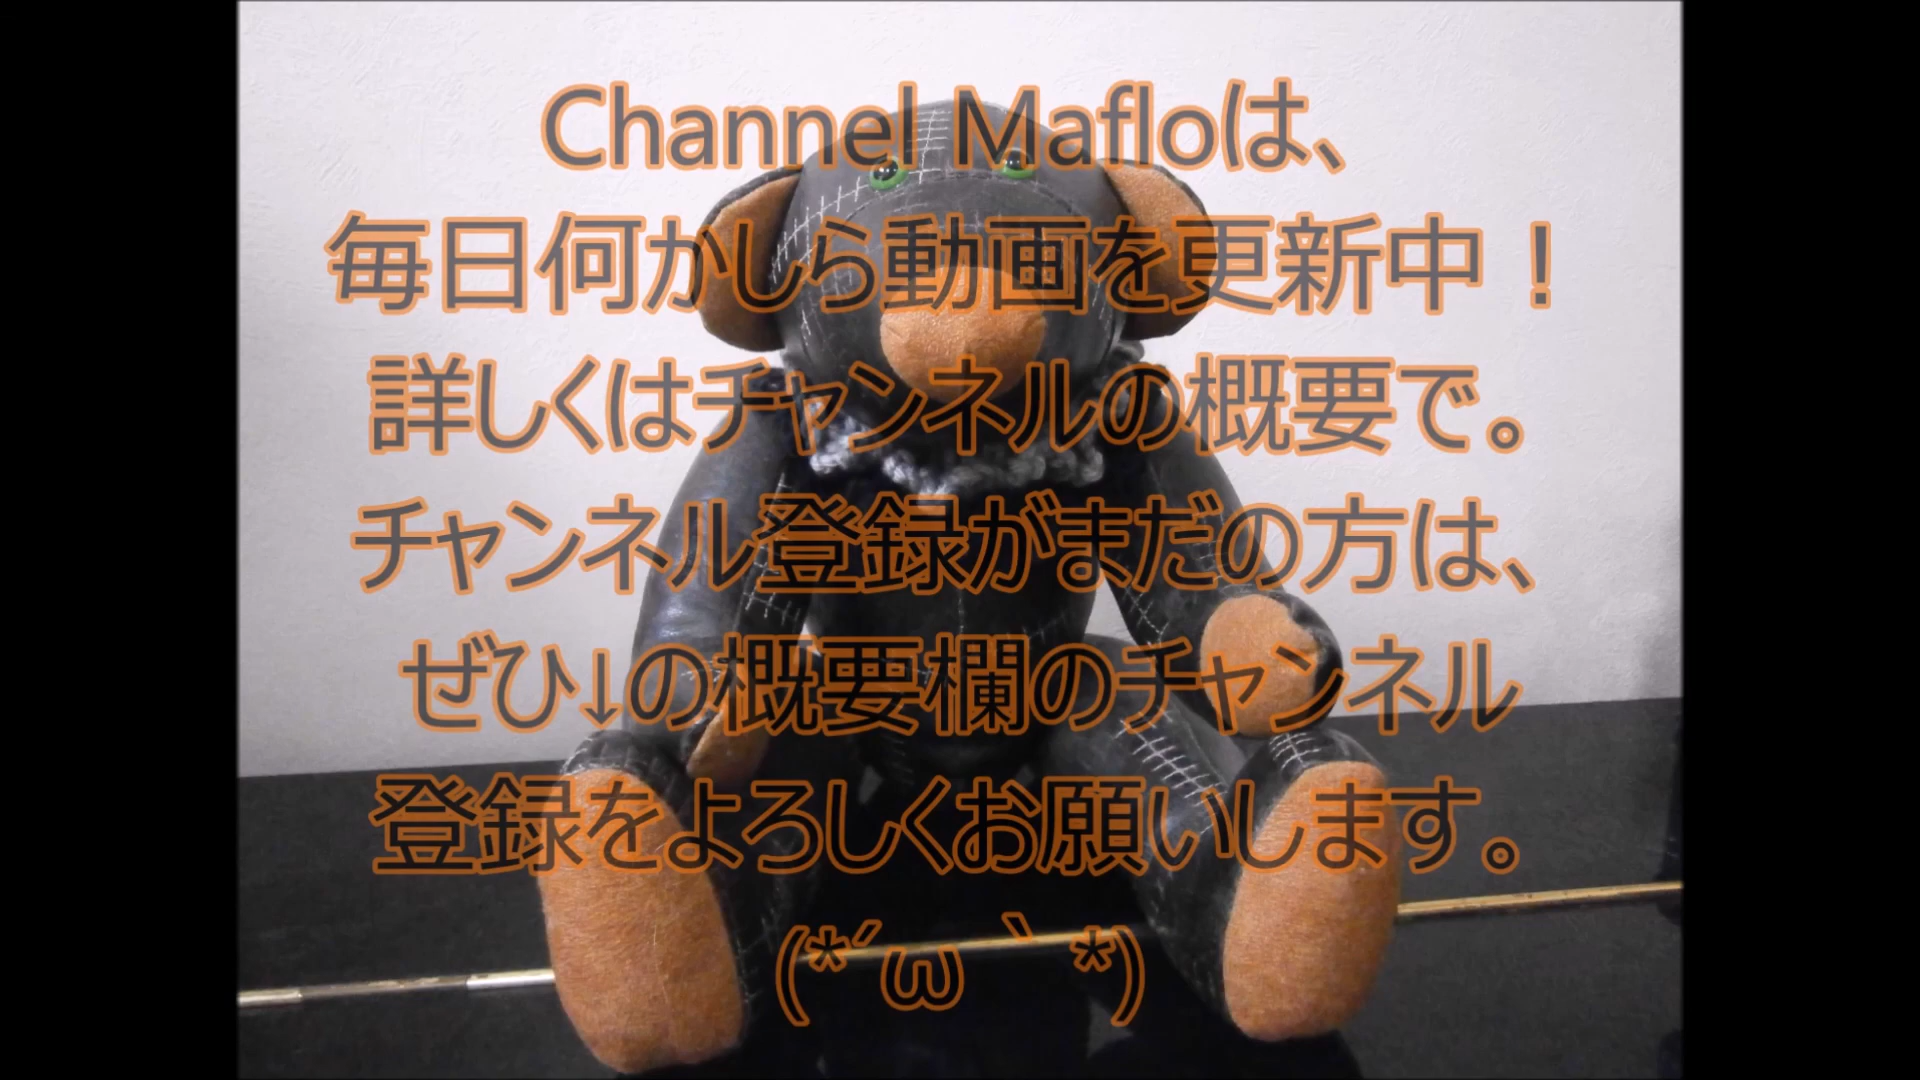 Channel Mafloは、
毎日何かしら動画を更新中！
詳しくはチャンネルの概要で。
チャンネル登録がまだの方は、
ぜひ↓の概要欄のチャンネル
登録をよろしくお願いします。
(*´ω｀*)